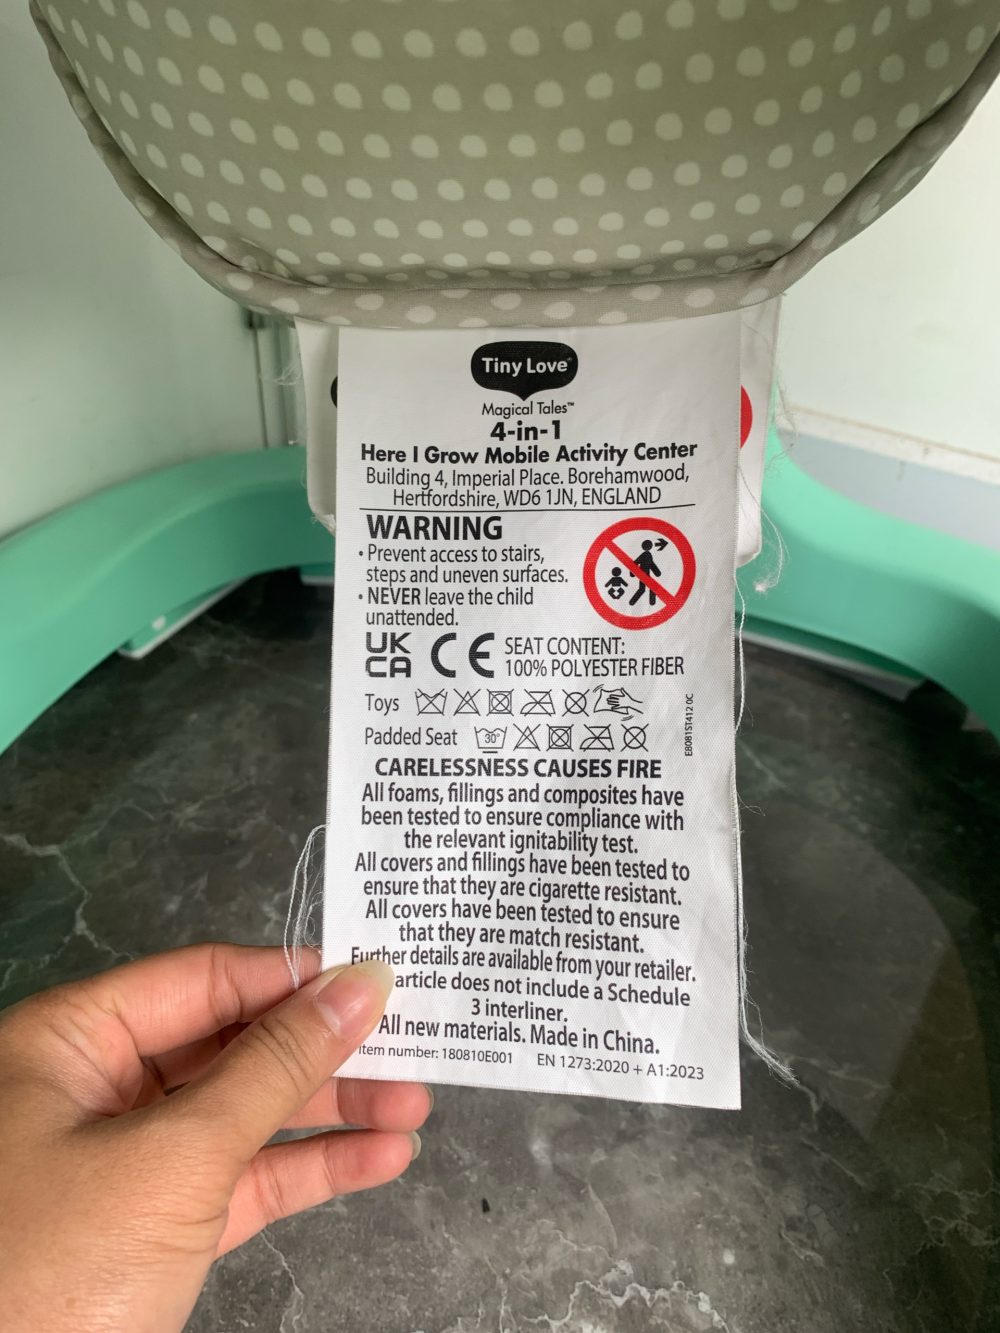 Tiny Love
Magical Tales™
4-in-1
Here I Grow Mobile Activity Center
Building 4, Imperial Place. Borehamwood,
Hertfordshire, WD6 1JN, ENGLAND
WARNING
• Prevent access to stairs,
steps and uneven surfaces.
• NEVER leave the child
unattended.
UK
CA CE SEAT CONTENT:
100% POLYESTER FIBER
Toys
Padded Seat 30°
E8081ST412 0C
CARELESSNESS CAUSES FIRE
All foams, fillings and composites have
been tested to ensure compliance with
the relevant ignitability test.
All covers and fillings have been tested to
ensure that they are cigarette resistant.
All covers have been tested to ensure
that they are match resistant.
Further details are available from your retailer.
article does not include a Schedule
3 interliner.
All new materials. Made in China.
Item number: 180810E001 EN 1273:2020 + A1:2023